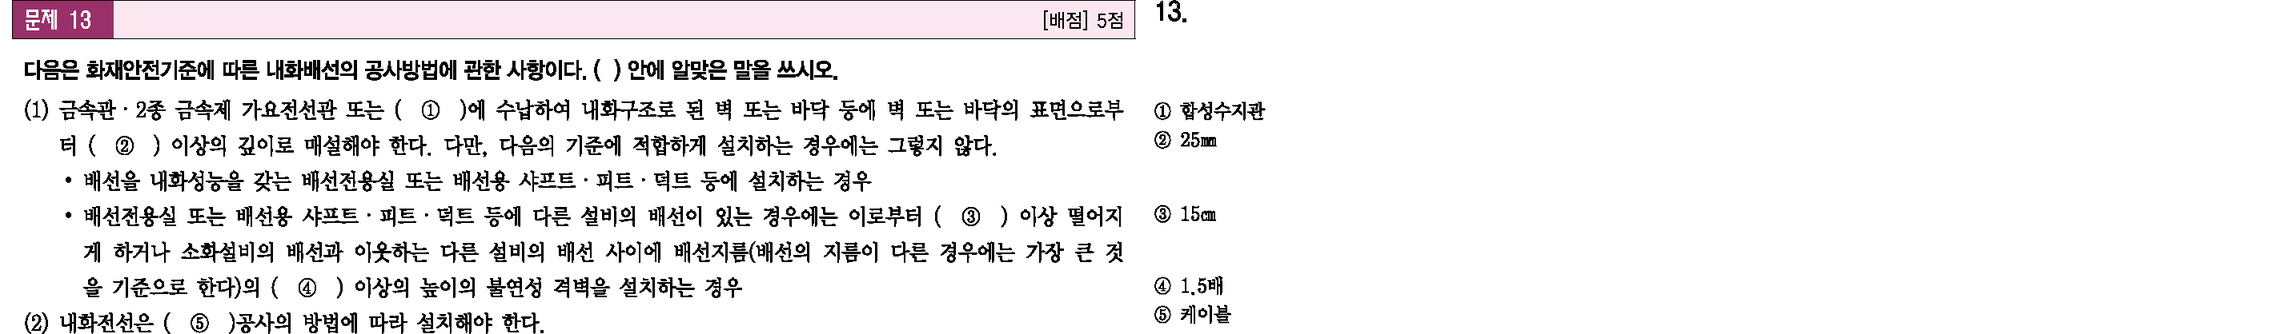 문제 13 [배점] 5점
다음은 화재안전기준에 따른 내화배선의 공사방법에 관한 사항이다. ( ) 안에 알맞은 말을 쓰시오.
(1) 금속관·2종 금속제 가요전선관 또는 ( ① )에 수납하여 내화구조로 된 벽 또는 바닥 등에 벽 또는 바닥의 표면으로부
터 ( ② ) 이상의 깊이로 매설해야 한다. 다만, 다음의 기준에 적합하게 설치하는 경우에는 그렇지 않다.
• 배선을 내화성능을 갖는 배선전용실 또는 배선용 샤프트·피트·덕트 등에 설치하는 경우
• 배선전용실 또는 배선용 샤프트·피트·덕트 등에 다른 설비의 배선이 있는 경우에는 이로부터 ( ③ ) 이상 떨어지
게 하거나 소화설비의 배선과 이웃하는 다른 설비의 배선 사이에 배선지름(배선의 지름이 다른 경우에는 가장 큰 것
을 기준으로 한다)의 ( ④ ) 이상의 높이의 불연성 격벽을 설치하는 경우
(2) 내화전선은 ( ⑤ )공사의 방법에 따라 설치해야 한다.
13.
① 합성수지관
② 25㎜
③ 15㎝
④ 1.5배
⑤ 케이블